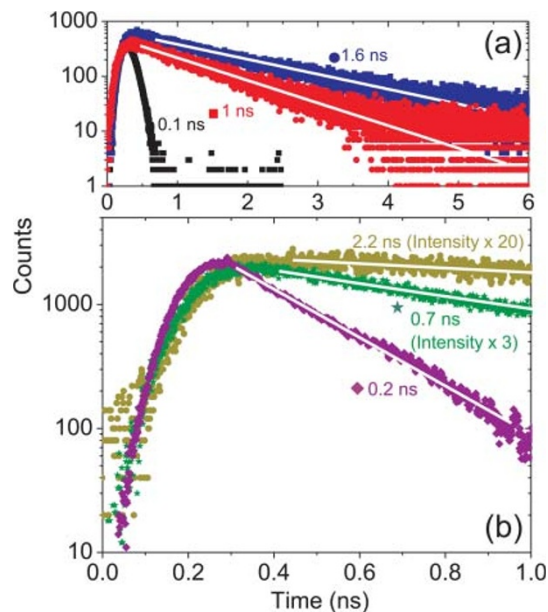 1000
(a)
1.6 ns
100
0.1 ns
1 ns
10
1
0 1 2 3 4 5 6
Counts
2.2 ns (Intensity x 20)
1000
0.7 ns
(Intensity x 3)
0.2 ns
100
(b)
10
0.0 0.2 0.4 0.6 0.8 1.0
Time (ns)